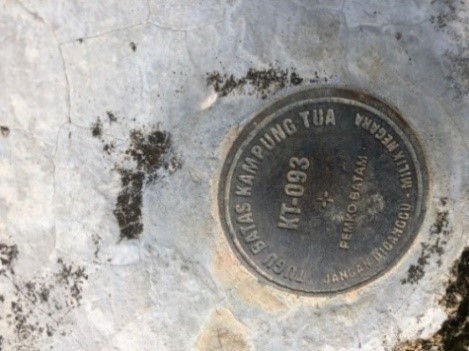 TUGU BATAS KAMPUNG TUA
KT-093
PEMKO BATAM
JANGAN DIGANGGU - MILIK NEGARA